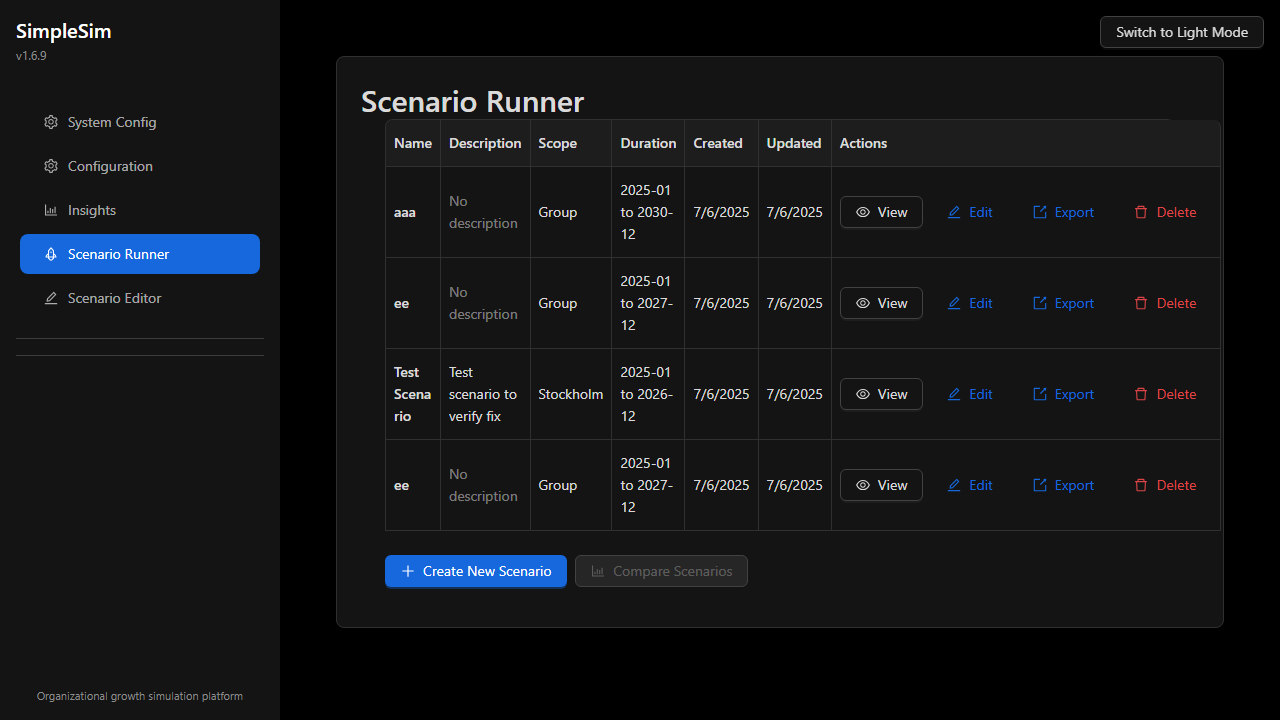 SimpleSim
v1.6.9
System Config
Configuration
Insights
Scenario Runner
Scenario Editor
Organizational growth simulation platform
Switch to Light Mode
Scenario Runner
Name Description Scope Duration Created Updated Actions
aaa No description Group 2025-01 to 2030-12 7/6/2025 7/6/2025 View Edit Export Delete
ee No description Group 2025-01 to 2027-12 7/6/2025 7/6/2025 View Edit Export Delete
Test Scenario Test scenario to verify fix Stockholm 2025-01 to 2026-12 7/6/2025 7/6/2025 View Edit Export Delete
ee No description Group 2025-01 to 2027-12 7/6/2025 7/6/2025 View Edit Export Delete
Create New Scenario Compare Scenarios